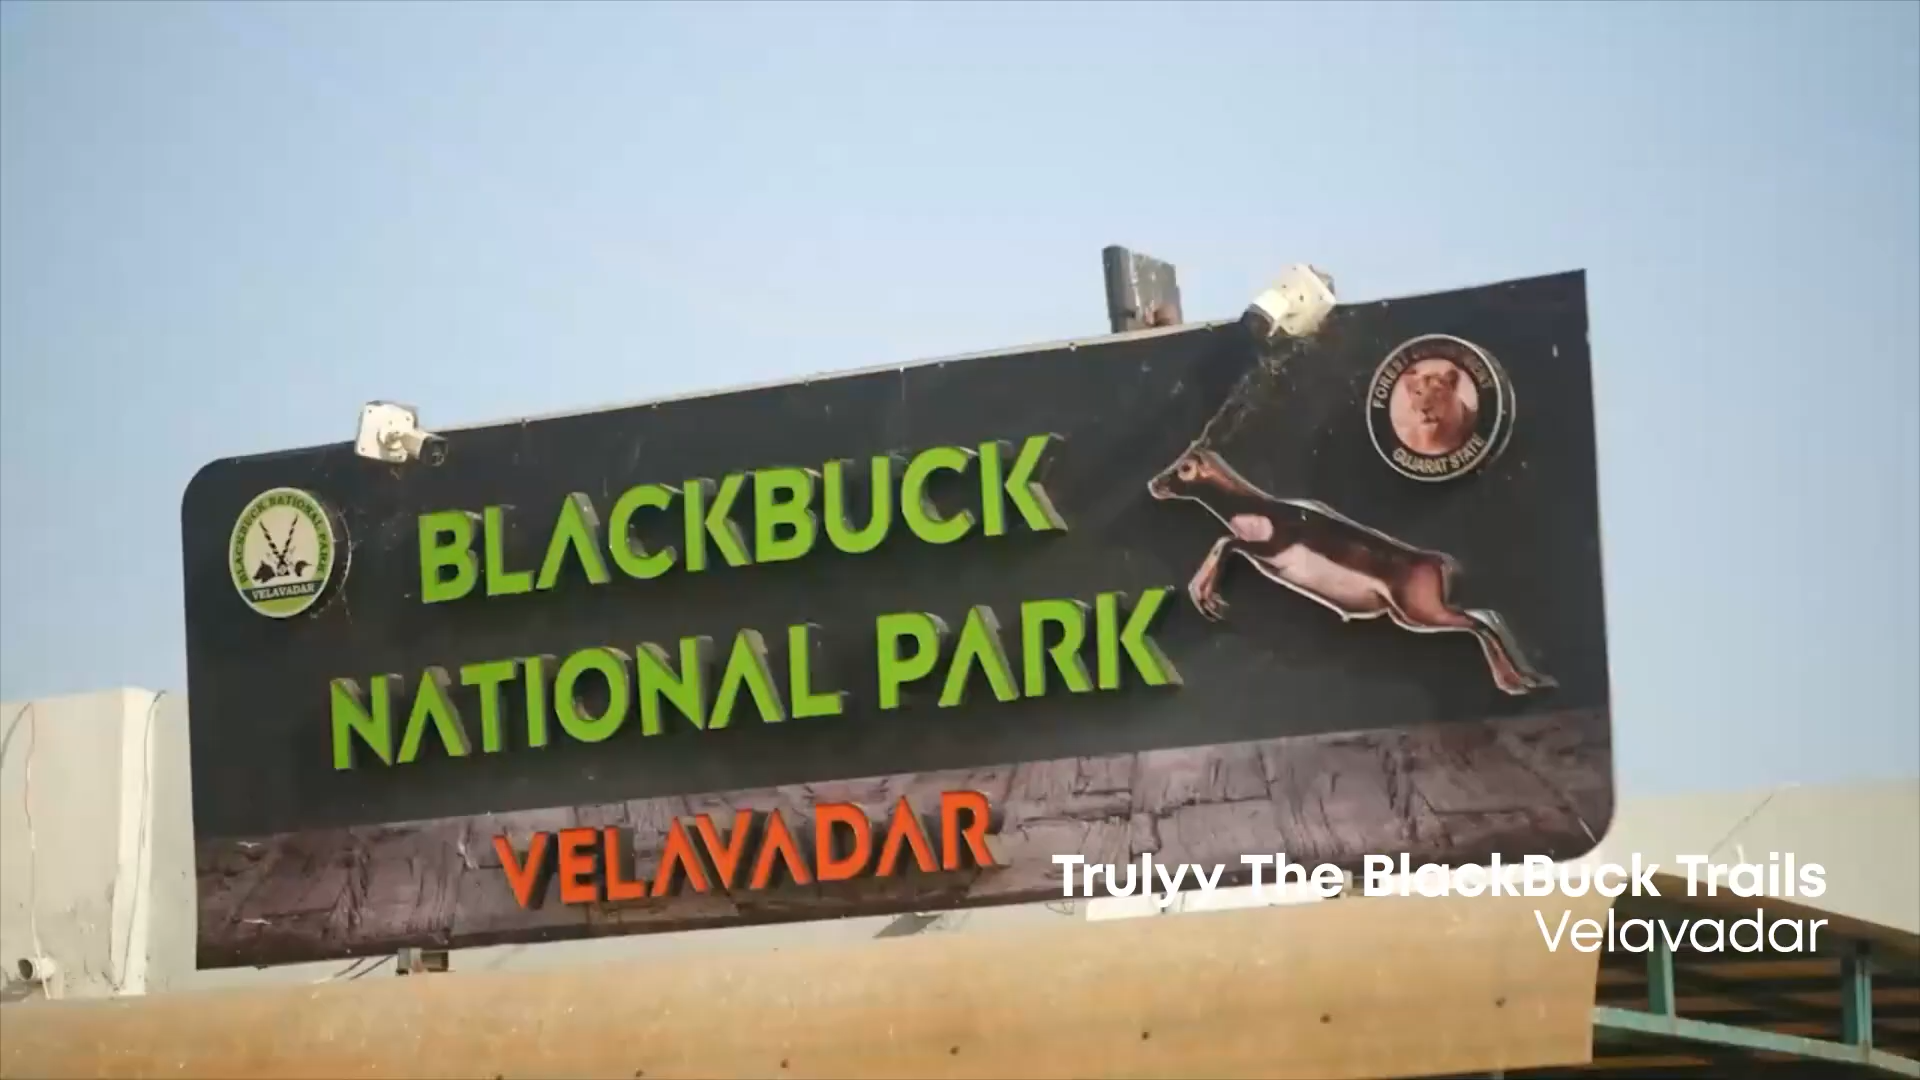 BLACKBUCK NATIONAL PARK
VELAVADAR
BLACKBUCK
NATIONAL PARK
VELAVADAR
FOREST DEPARTMENT
GUJARAT STATE
Trulyy The BlackBuck Trails
Velavadar